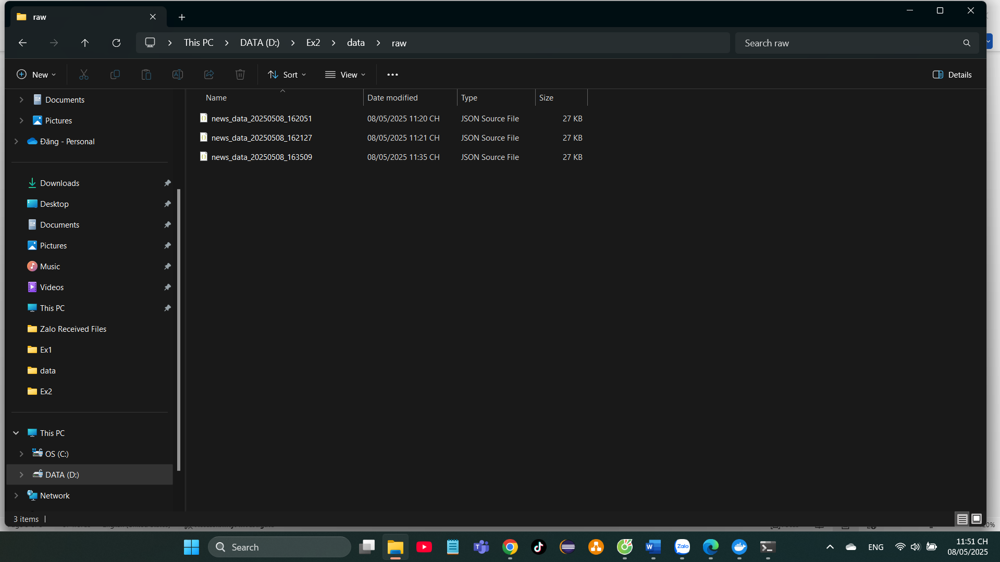 raw
This PC
DATA (D:)
Ex2
data
raw
Search raw
New
Sort
View
Details
Name
Date modified
Type
Size
news_data_20250508_162051 08/05/2025 11:20 CH JSON Source File 27 KB
news_data_20250508_162127 08/05/2025 11:21 CH JSON Source File 27 KB
news_data_20250508_163509 08/05/2025 11:35 CH JSON Source File 27 KB
Documents
Pictures
Đăng - Personal
Downloads
Desktop
Documents
Pictures
Music
Videos
This PC
Zalo Received Files
Ex1
data
Ex2
This PC
OS (C:)
DATA (D:)
Network
3 items
Search
Zalo
ENG
11:51 CH
08/05/2025